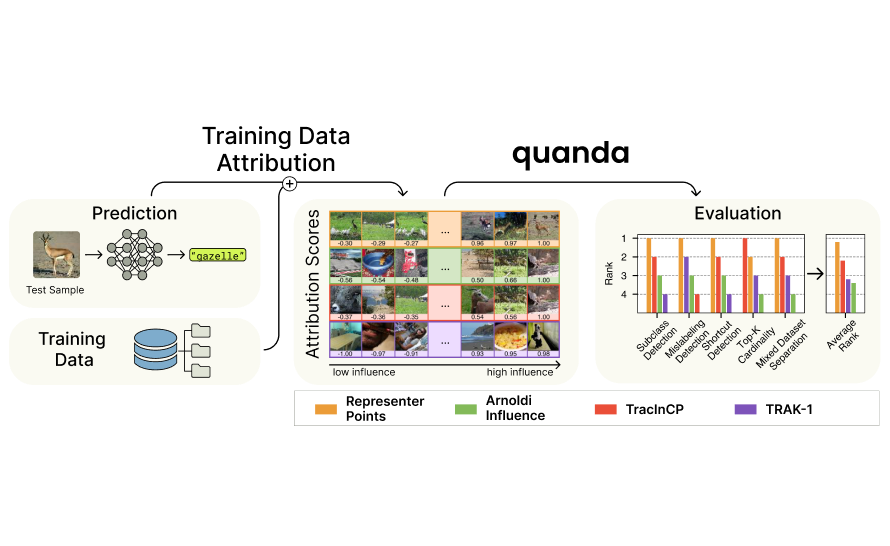 Training Data
Attribution
quanda
Prediction
"gazelle"
Test Sample
Training
Data
Attribution Scores
-0.30 -0.29 -0.27 ... 0.96 0.97 1.00
-0.56 -0.54 -0.48 ... 0.50 0.66 1.00
-0.37 -0.36 -0.35 ... 0.54 0.56 1.00
-1.00 -0.97 -0.91 ... 0.93 0.95 0.98
low influence high influence
Evaluation
Rank
1
2
3
4
Subclass
Detection
Mislabeling
Detection
Shortcut
Detection
Top-K
Cardinality
Mixed Dataset
Separation
Average
Rank
Representer
Points
Arnoldi
Influence
TracInCP
TRAK-1